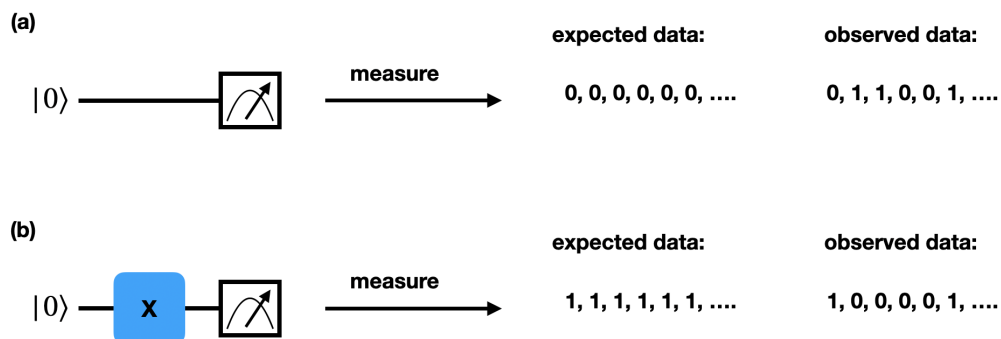 (a)
expected data: observed data:
|0⟩ measure 0, 0, 0, 0, 0, 0, .... 0, 1, 1, 0, 0, 1, ....
(b)
expected data: observed data:
|0⟩ X measure 1, 1, 1, 1, 1, 1, .... 1, 0, 0, 0, 0, 1, ....